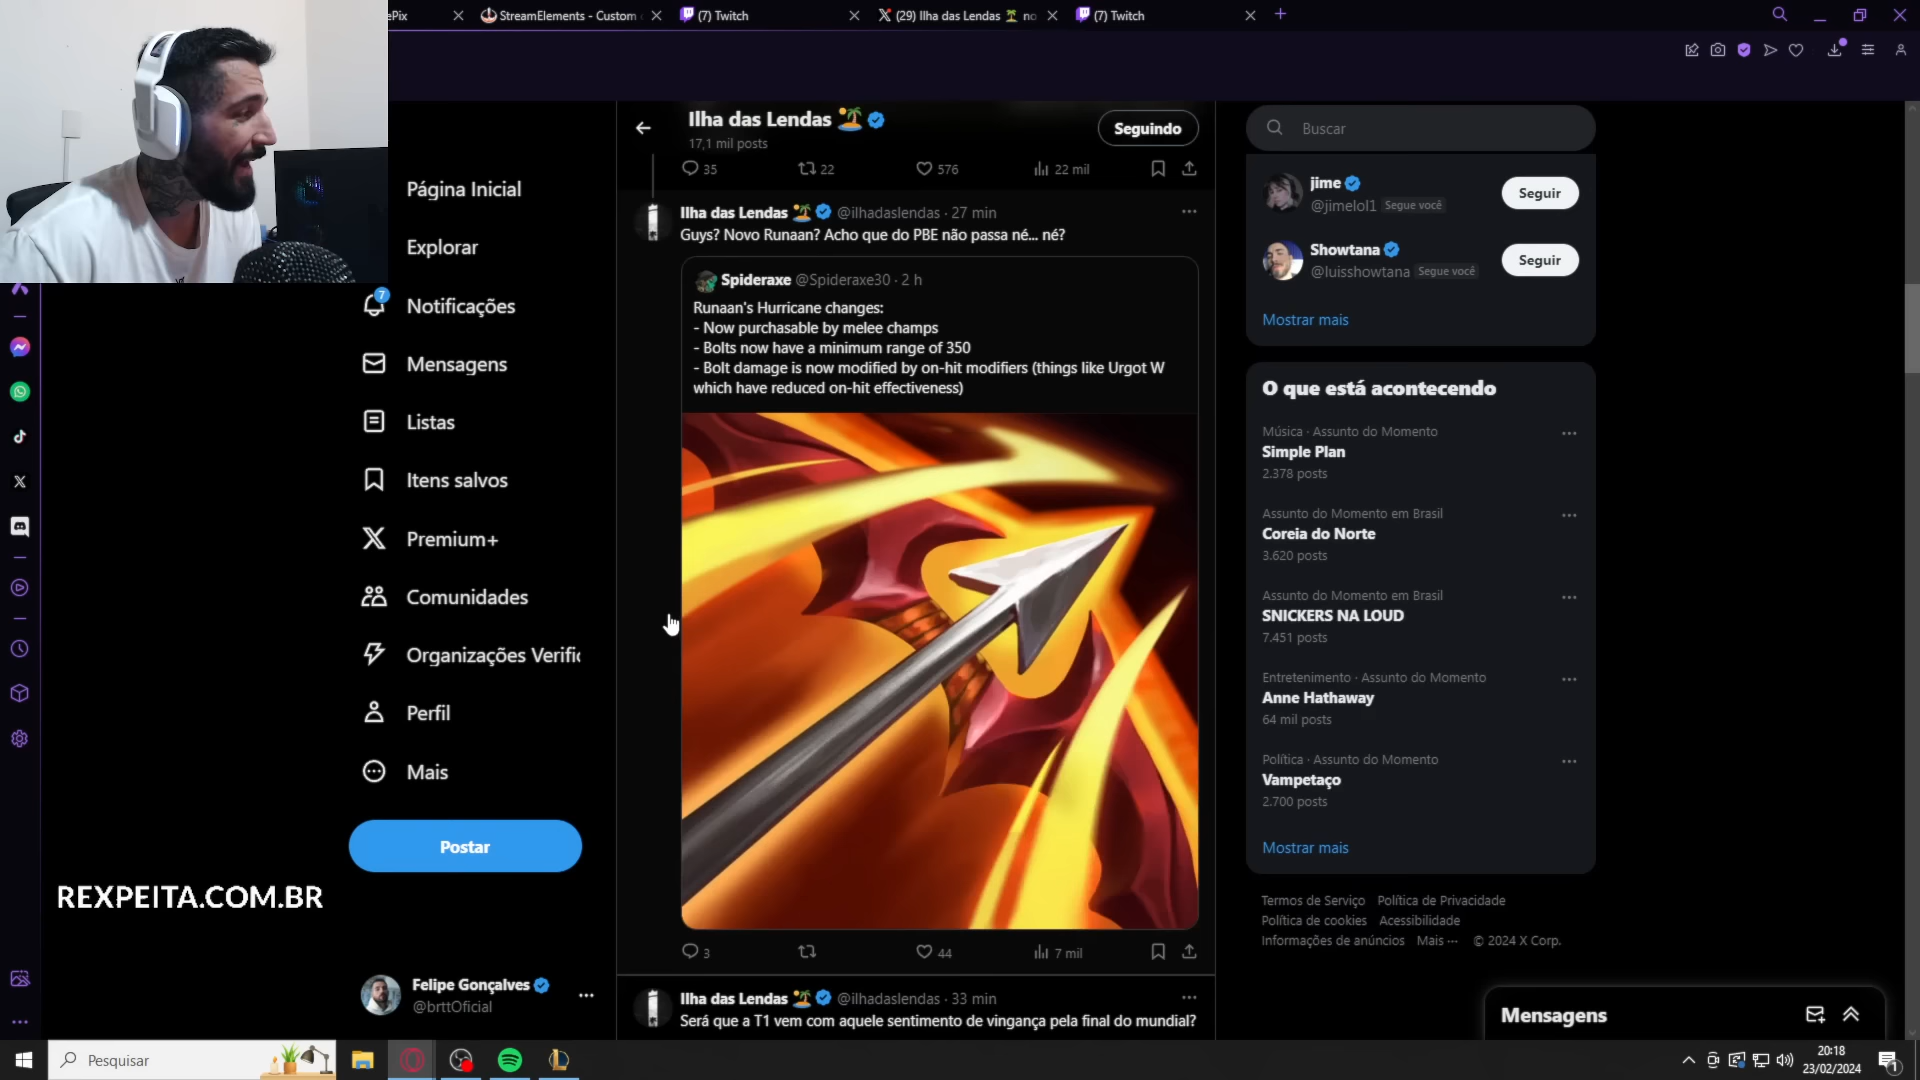 ePix
StreamElements - Custom
(7) Twitch
(29) Ilha das Lendas no
(7) Twitch
Ilha das Lendas
17,1 mil posts
Seguindo
Buscar
35
22
576
22 mil
Ilha das Lendas @ilhadaslendas · 27 min
Guys? Novo Runaan? Acho que do PBE não passa né... né?
Spideraxe @Spideraxe30 · 2 h
Runaan's Hurricane changes:
- Now purchasable by melee champs
- Bolts now have a minimum range of 350
- Bolt damage is now modified by on-hit modifiers (things like Urgot W
which have reduced on-hit effectiveness)
3
44
7 mil
Ilha das Lendas @ilhadaslendas · 33 min
Será que a T1 vem com aquele sentimento de vingança pela final do mundial?
Página Inicial
Explorar
7
Notificações
Mensagens
Listas
Itens salvos
Premium+
Comunidades
Organizações Verific
Perfil
Mais
Postar
REXPEITA.COM.BR
Felipe Gonçalves
@brttOficial
jime
@jimelol1 Segue você
Seguir
Showtana
@luisshowtana Segue você
Seguir
Mostrar mais
O que está acontecendo
Música · Assunto do Momento
Simple Plan
2.378 posts
Assunto do Momento em Brasil
Coreia do Norte
3.620 posts
Assunto do Momento em Brasil
SNICKERS NA LOUD
7.451 posts
Entretenimento · Assunto do Momento
Anne Hathaway
64 mil posts
Política · Assunto do Momento
Vampetaço
2.700 posts
Mostrar mais
Termos de Serviço Política de Privacidade
Política de cookies Acessibilidade
Informações de anúncios Mais ··· © 2024 X Corp.
Mensagens
Pesquisar
20:18
23/02/2024
1